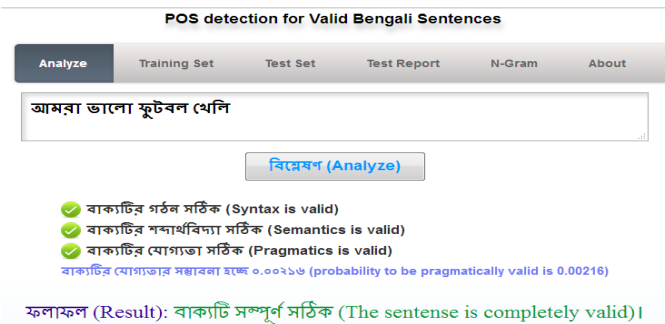 POS detection for Valid Bengali Sentences
Analyze Training Set Test Set Test Report N-Gram About
আমরা ভালো ফুটবল খেলি
বিশ্লেষণ (Analyze)
বাক্যটির গঠন সঠিক (Syntax is valid)
বাক্যটির শব্দার্থবিদ্যা সঠিক (Semantics is valid)
বাক্যটির যোগ্যতা সঠিক (Pragmatics is valid)
বাক্যটির যোগ্যতার সম্ভাবনা হচ্ছে ০.০০২১৬ (probability to be pragmatically valid is 0.00216)
ফলাফল (Result): বাক্যটি সম্পূর্ণ সঠিক (The sentense is completely valid)।